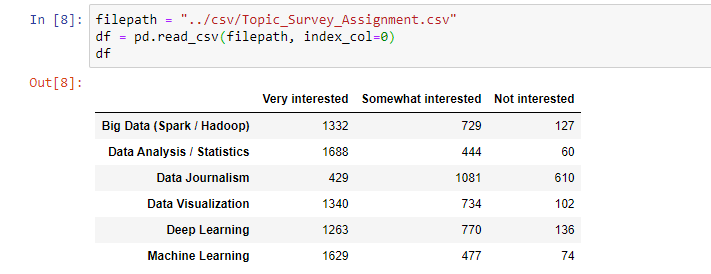 In [8]: filepath = "../csv/Topic_Survey_Assignment.csv"
df = pd.read_csv(filepath, index_col=0)
df
Out[8]:
Very interested Somewhat interested Not interested
Big Data (Spark / Hadoop) 1332 729 127
Data Analysis / Statistics 1688 444 60
Data Journalism 429 1081 610
Data Visualization 1340 734 102
Deep Learning 1263 770 136
Machine Learning 1629 477 74